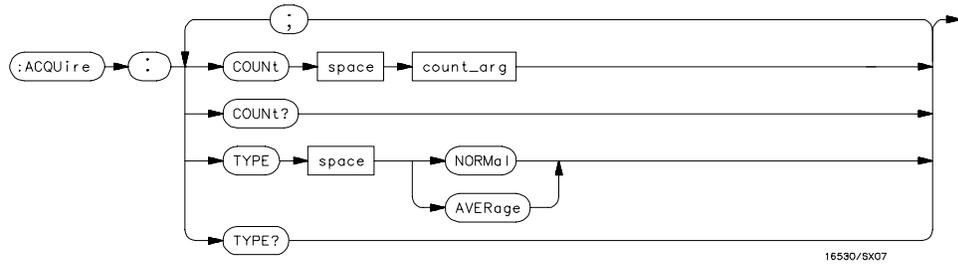 ;
:ACQUire : COUNt space count_arg
COUNt?
TYPE space NORMal
AVERage
TYPE?
16530/SX07